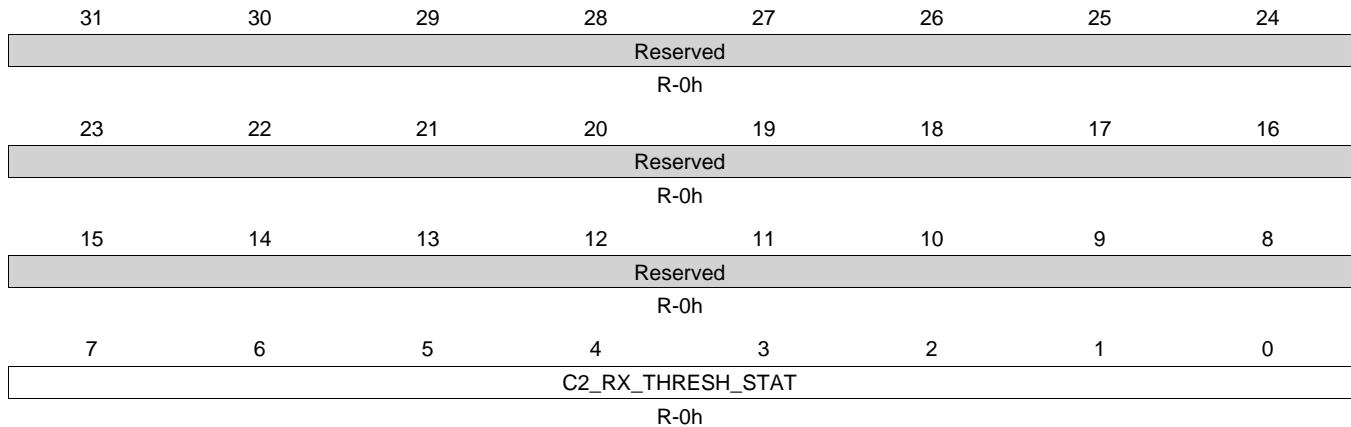 31 30 29 28 27 26 25 24
Reserved
R-0h
23 22 21 20 19 18 17 16
Reserved
R-0h
15 14 13 12 11 10 9 8
Reserved
R-0h
7 6 5 4 3 2 1 0
C2_RX_THRESH_STAT
R-0h